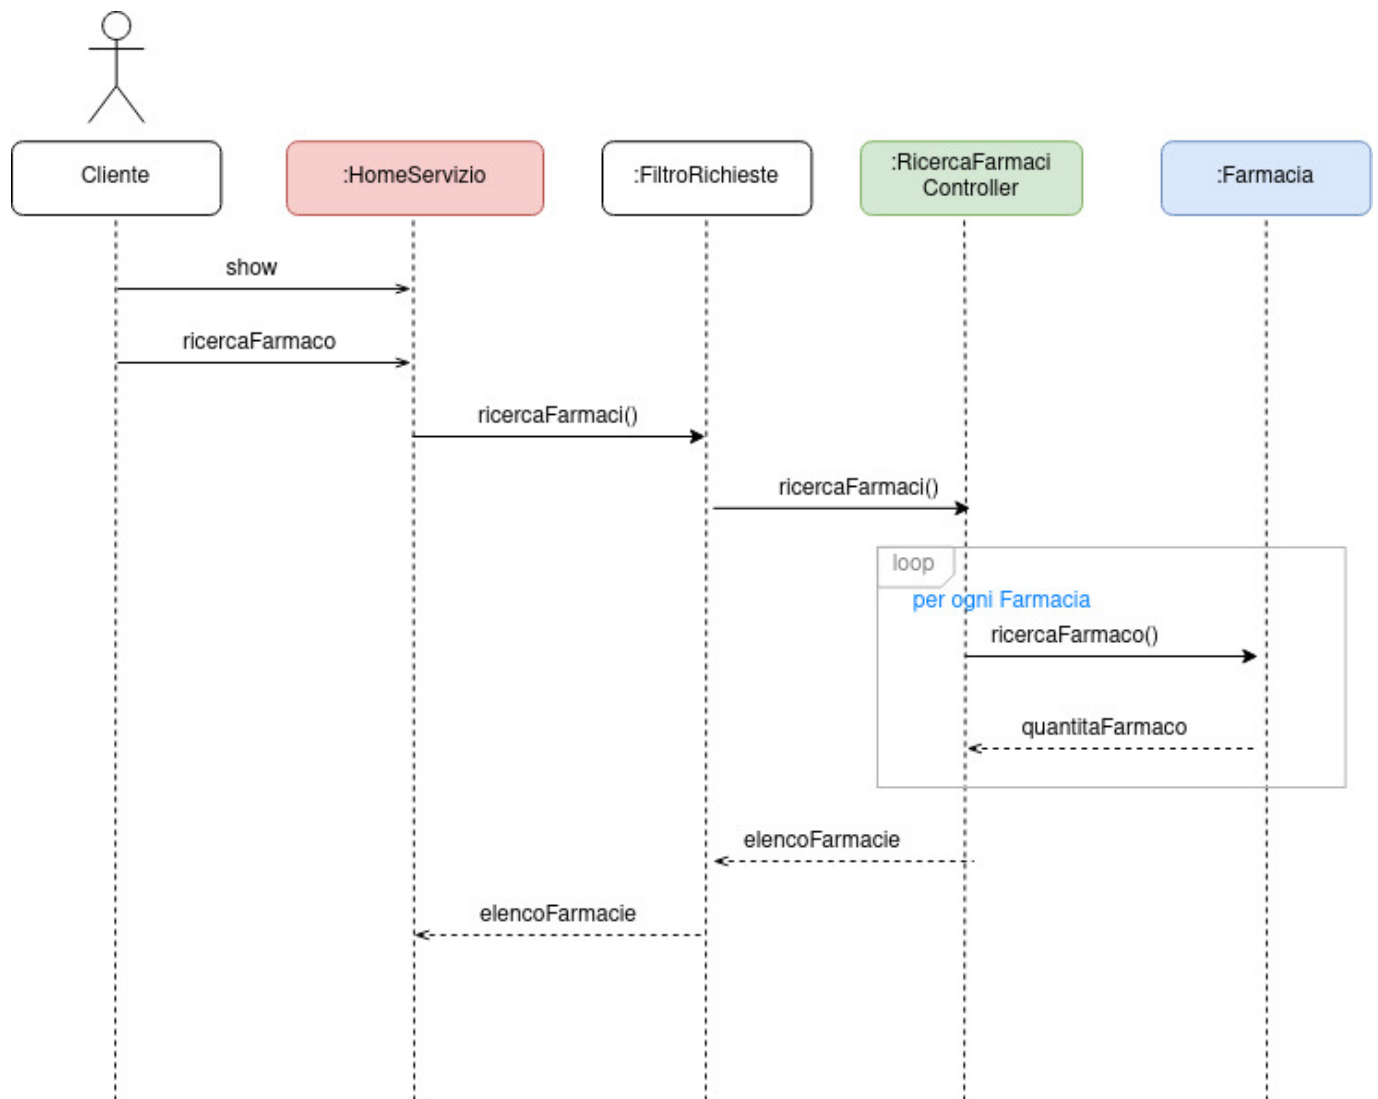 Cliente
:HomeServizio
:FiltroRichieste
:RicercaFarmaci
Controller
:Farmacia
show
ricercaFarmaco
ricercaFarmaci()
ricercaFarmaci()
loop
per ogni Farmacia
ricercaFarmaco()
quantitaFarmaco
elencoFarmacie
elencoFarmacie